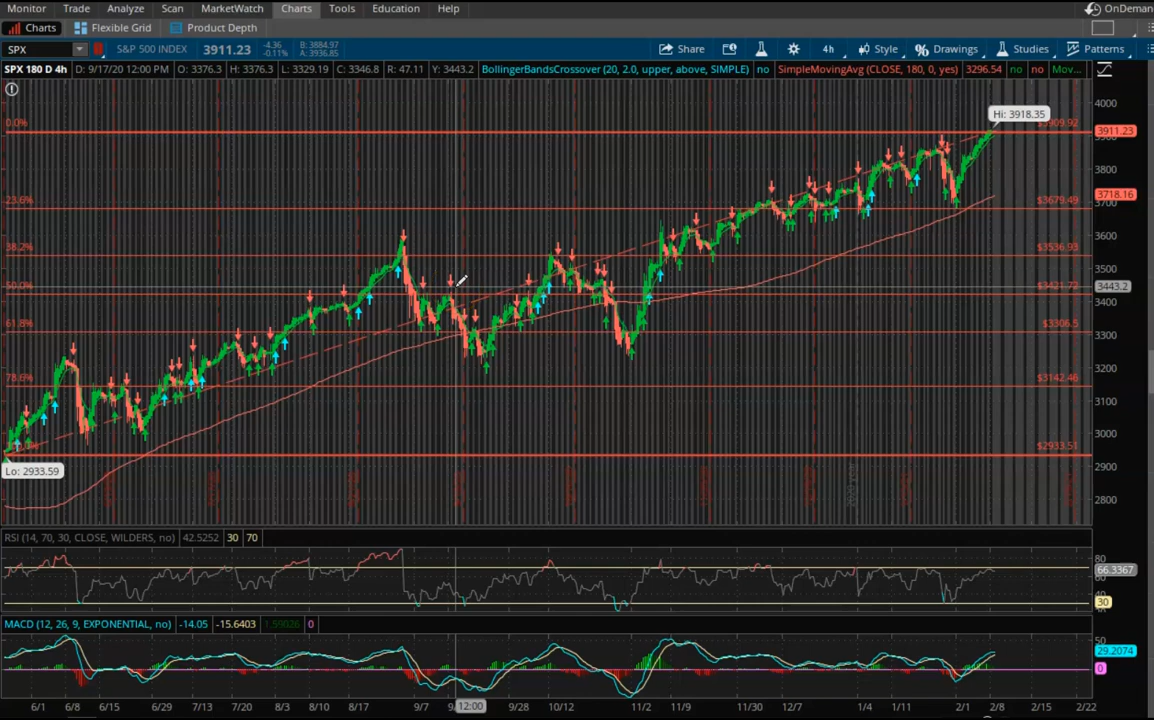 Monitor Trade Analyze Scan MarketWatch Charts Tools Education Help OnDeman
Charts Flexible Grid Product Depth
SPX S&P 500 INDEX 3911.23 -4.36 -0.11% B: 3884.97 A: 3936.85 Share 4h Style Drawings Studies Patterns
SPX 180 D 4h D: 9/17/20 12:00 PM O: 3376.3 H: 3376.3 L: 3329.19 C: 3346.8 R: 47.11 Y: 3443.2 BollingerBandsCrossover (20, 2.0, upper, above, SIMPLE) no SimpleMovingAvg (CLOSE, 180, 0, yes) 3296.54 no no Mov...
4000
Hi: 3918.35
0.0% $3909.92
3911.23
3800
3718.16
23.6% $3679.49 3700
3600
38.2% $3536.93
3500
50.0% $3421.72 3443.2
3400
61.8% $3306.5
3300
3200
78.6% $3142.46
3100
3000
$2933.51
Lo: 2933.59 2900
2800
RSI (14, 70, 30, CLOSE, WILDERS, no) 42.5252 30 70
80
66.3367
30
MACD (12, 26, 9, EXPONENTIAL, no) -14.05 -15.6403 1.59026 0
50
29.2074
0
6/1 6/8 6/15 6/29 7/13 7/20 8/3 8/10 8/17 9/7 12:00 9/28 10/12 11/2 11/9 11/30 12/7 1/4 1/11 2/1 2/8 2/15 2/22